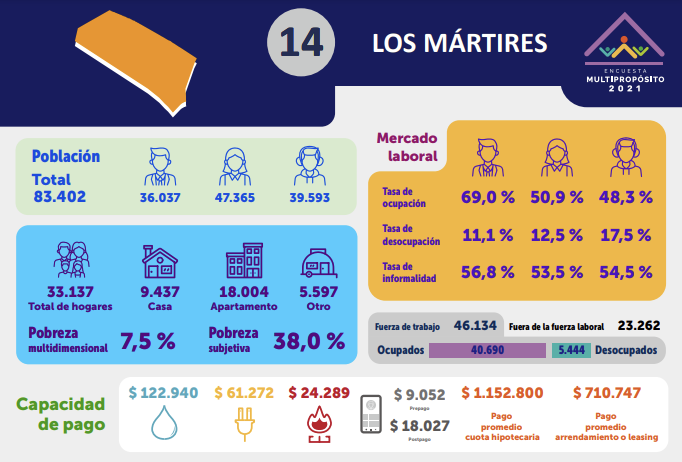 14
LOS MÁRTIRES
ENCUESTA
MULTIPROPÓSITO
2021
Población
Total
83.402
36.037
47.365
39.593
Mercado
laboral
Tasa de
ocupación
69,0 %
50,9 %
48,3 %
Tasa de
desocupación
11,1 %
12,5 %
17,5 %
Tasa de
informalidad
56,8 %
53,5 %
54,5 %
33.137
Total de hogares
9.437
Casa
18.004
Apartamento
5.597
Otro
Pobreza
multidimensional
7,5 %
Pobreza
subjetiva
38,0 %
Fuerza de trabajo
46.134
Fuera de la fuerza laboral
23.262
Ocupados
40.690
5.444
Desocupados
Capacidad
de pago
$ 122.940
$ 61.272
$ 24.289
$ 9.052
Prepago
$ 18.027
Postpago
$ 1.152.800
Pago
promedio
cuota hipotecaria
$ 710.747
Pago
promedio
arrendamiento o leasing